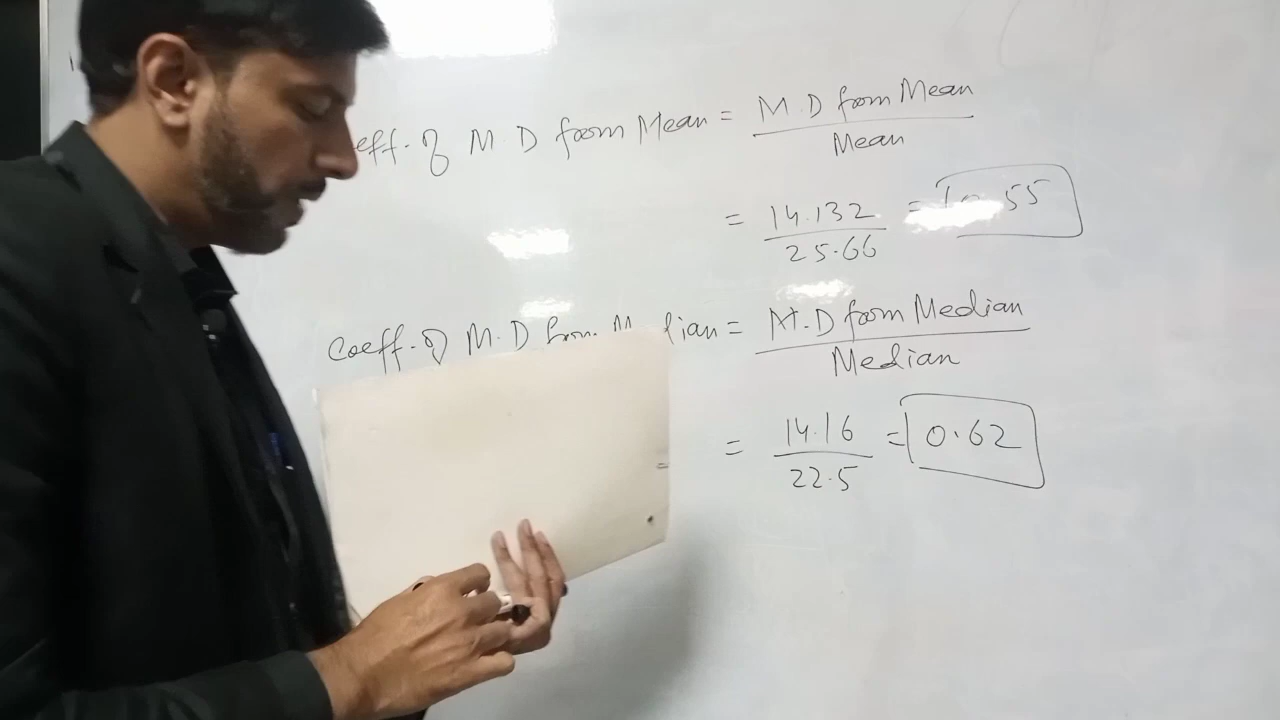 eff. of M.D from Mean = M.D from Mean
Mean
= 14.132 = 55
25.66
Coeff. of M.D from = M.D from Median
Median
= 14.16 = 0.62
22.5